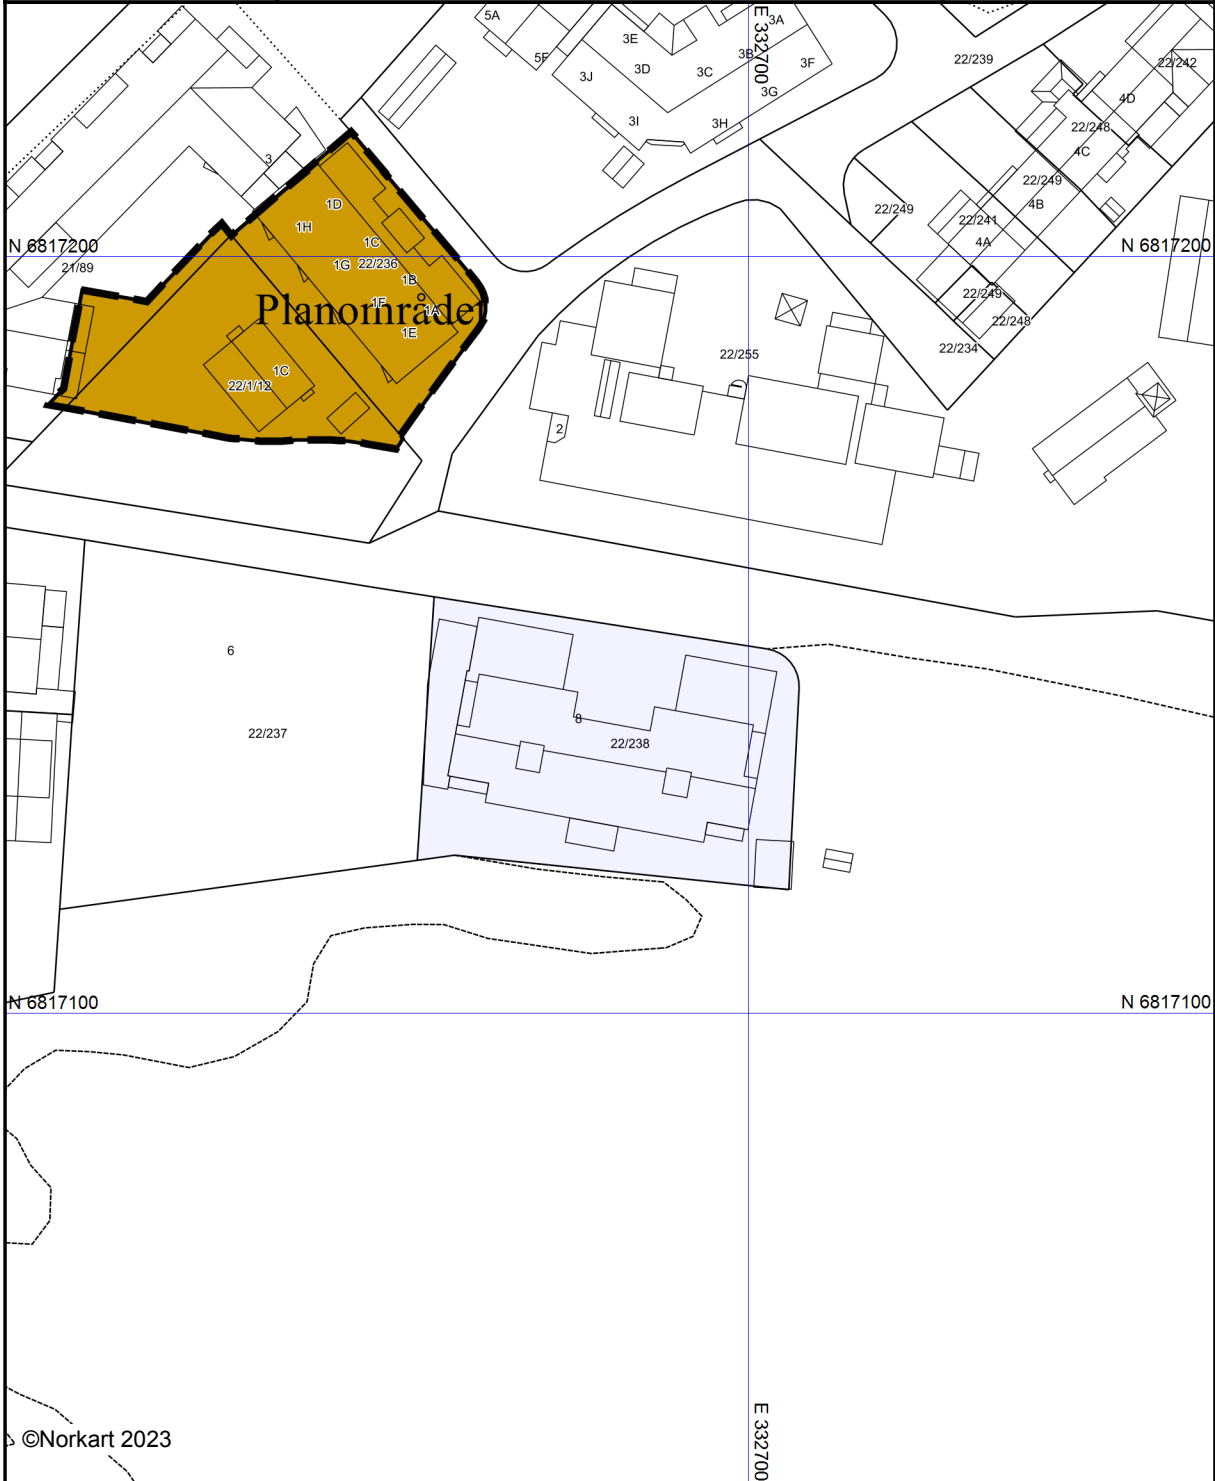 5A
3E
5F
3J
3D
3C
3B
3A
3F
3G
3I
3H
E 332700
22/239
22/242
4D
22/248
4C
22/249
4B
22/249
22/241
4A
22/249
22/248
22/234
3
1D
1H
1C
1G
22/236
1B
1F
1A
1E
N 6817200
N 6817200
21/89
Planområdet
1C
22/1/12
22/255
2
6
22/237
8
22/238
N 6817100
N 6817100
E 332700
©Norkart 2023